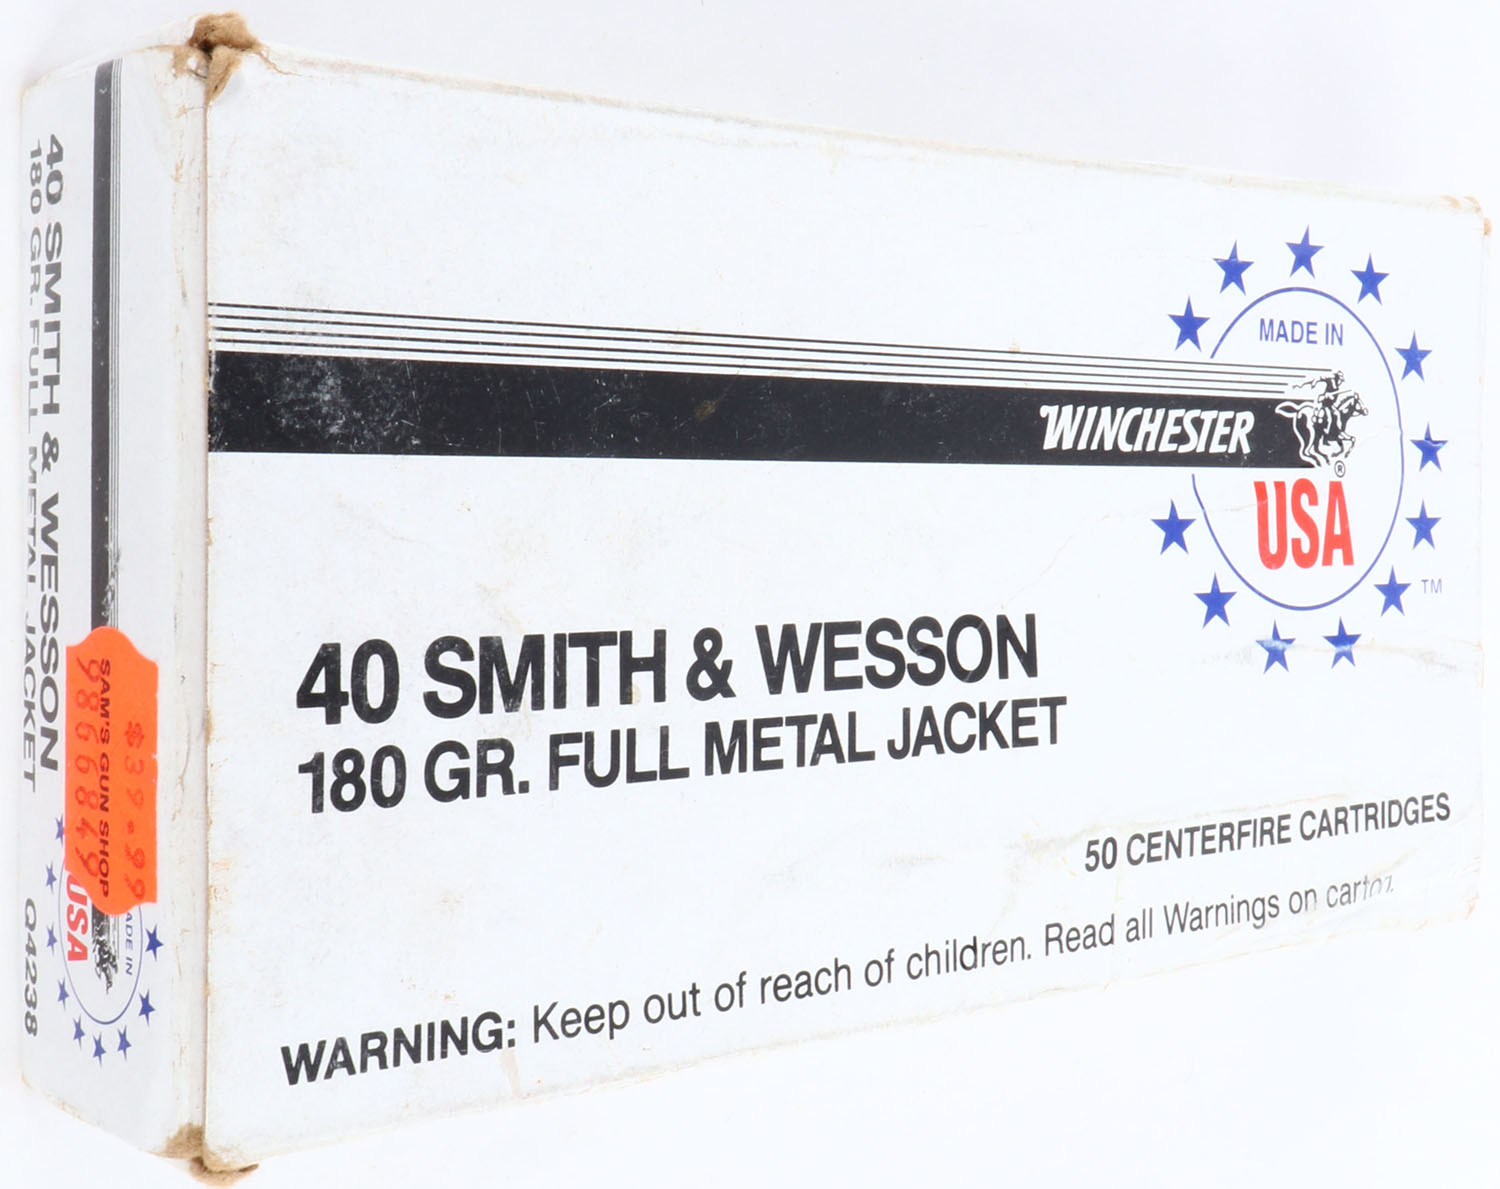 MADE IN
WINCHESTER
®
USA
TM
40 SMITH & WESSON
180 GR. FULL METAL JACKET
50 CENTERFIRE CARTRIDGES
WARNING: Keep out of reach of children. Read all Warnings on carton.
40 SMITH & WESSON
180 GR. FULL METAL JACKET
$39.99
SAM'S GUN SHOP
9866849
ADE IN
USA
Q4238